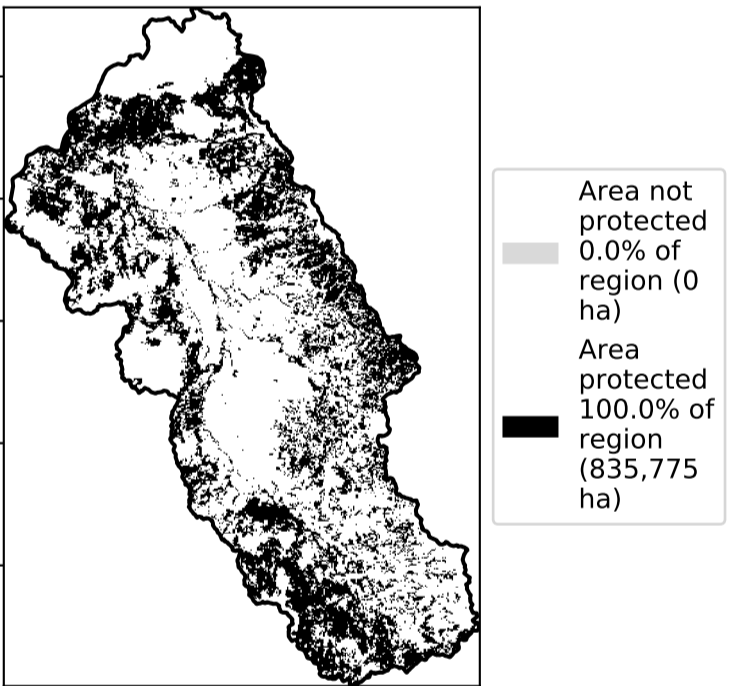 Area not
protected
0.0% of
region (0
ha)
Area
protected
100.0% of
region
(835,775
ha)